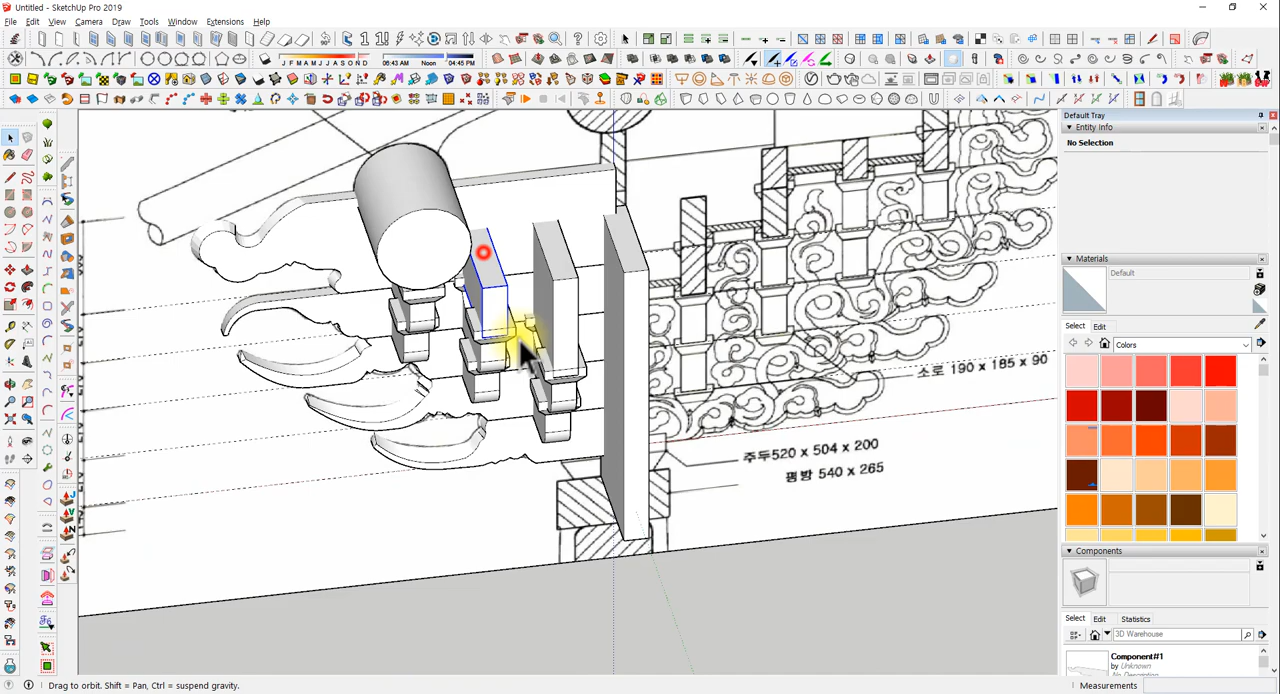 Untitled - SketchUp Pro 2019
File Edit View Camera Draw Tools Window Extensions Help
J F M A M J J A S O N D
06:43 AM Noon 04:45 PM
Default Tray
Entity Info
No Selection
Materials
Default
Select Edit
Colors
소로 190 x 185 x 90
주두520 x 504 x 200
평방 540 x 265
Components
Select Edit Statistics
3D Warehouse
Component#1
by Unknown
No Description
Drag to orbit. Shift = Pan, Ctrl = suspend gravity.
Measurements